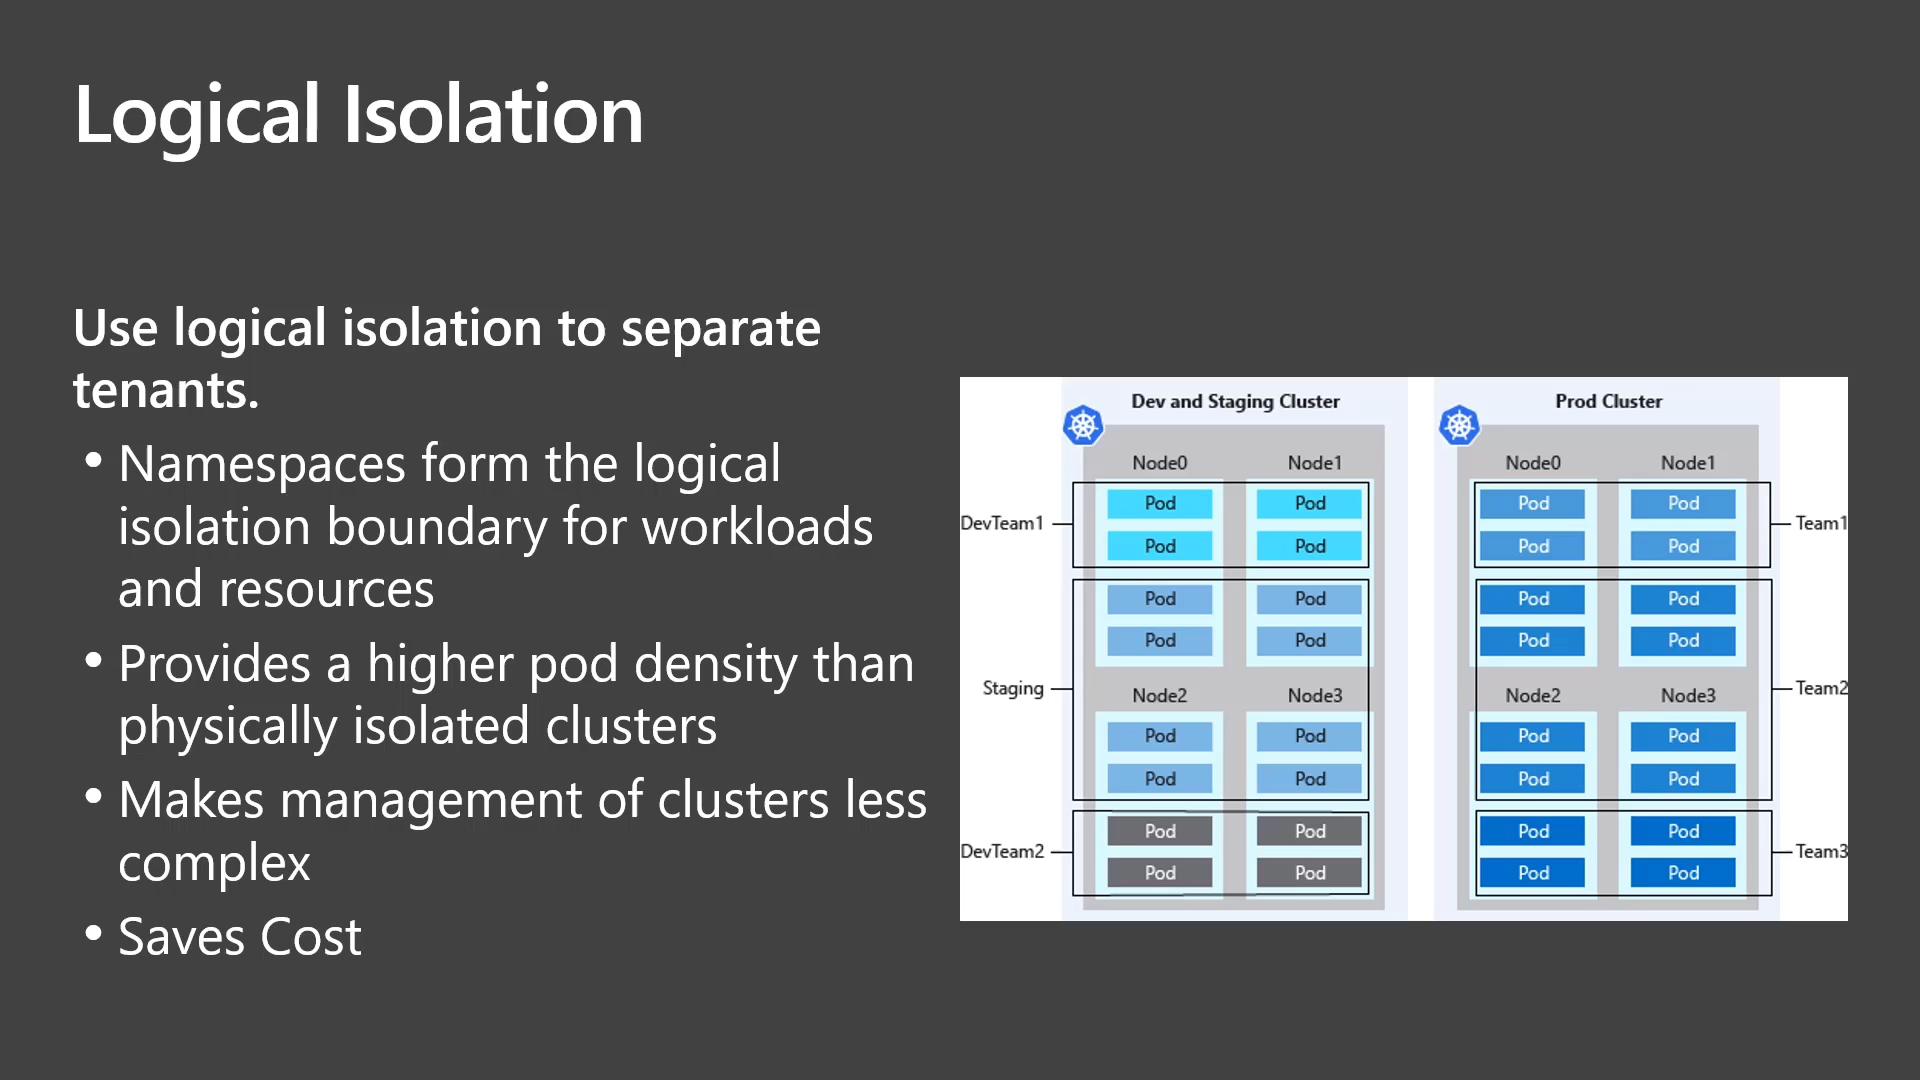 Logical Isolation
Use logical isolation to separate
tenants.
• Namespaces form the logical
isolation boundary for workloads
and resources
• Provides a higher pod density than
physically isolated clusters
• Makes management of clusters less
complex
• Saves Cost
Dev and Staging Cluster
Node0 Node1
DevTeam1
Pod Pod
Pod Pod
Staging
Pod Pod
Pod Pod
Node2 Node3
Pod Pod
Pod Pod
DevTeam2
Pod Pod
Pod Pod
Prod Cluster
Node0 Node1
Team1
Pod Pod
Pod Pod
Team2
Pod Pod
Pod Pod
Node2 Node3
Pod Pod
Pod Pod
Team3
Pod Pod
Pod Pod